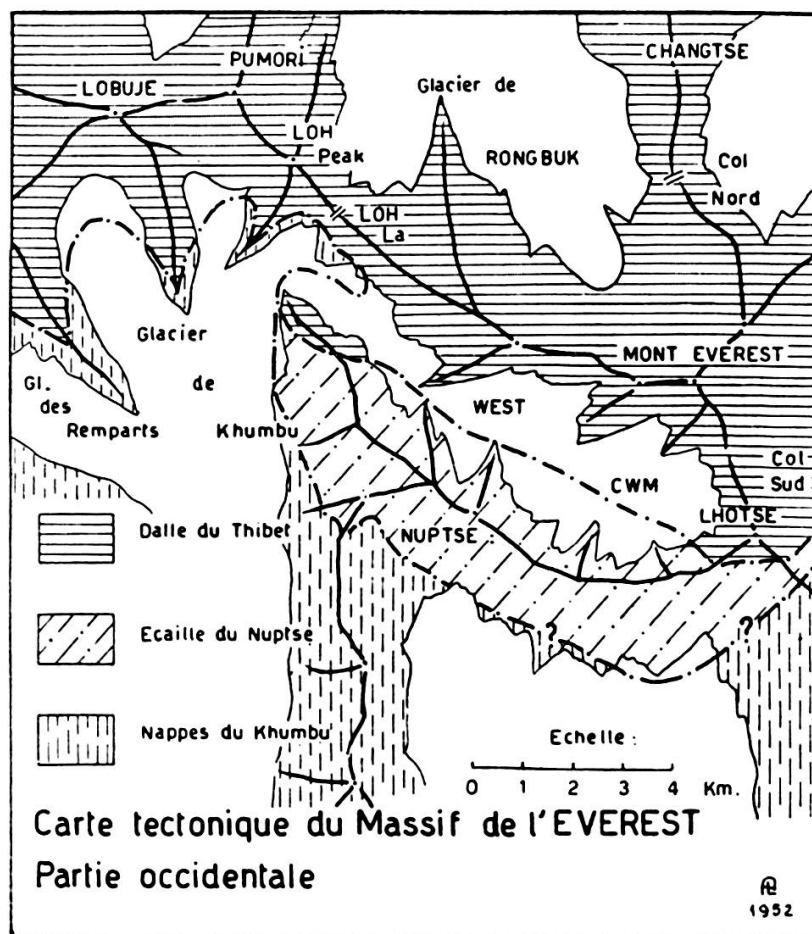 PUMORI
CHANGTSE
LOBUJE
Glacier de
LOH
Peak
RONGBUK
Col
Nord
LOH
La
Glacier
MONT EVEREST
Gl.
de
WEST
des
Remparts
Khumbu
Col
Sud
CWM
LHOTSE
Dalle du Thibet
NUPTSE
Ecaille du Nuptse
?
?
Nappes du Khumbu
Echelle :
0 1 2 3 4 Km.
Carte tectonique du Massif de l'EVEREST
Partie occidentale
1952